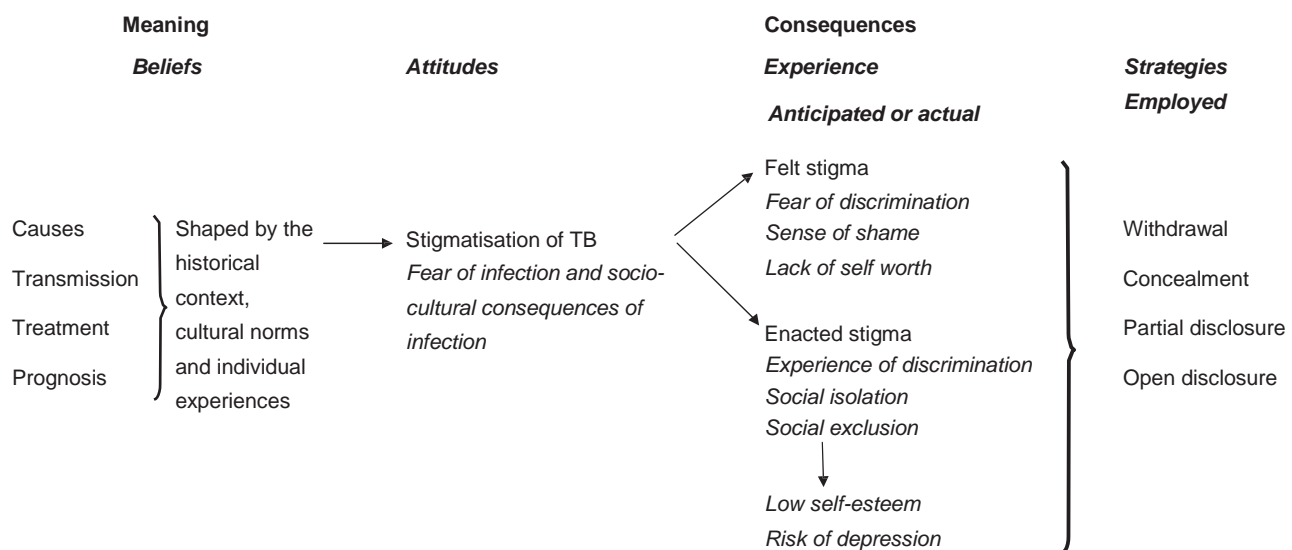 Meaning
Consequences
Beliefs
Attitudes
Experience
Strategies
Employed
Anticipated or actual
Causes
Transmission
Treatment
Prognosis
Shaped by the
historical
context,
cultural norms
and individual
experiences
Stigmatisation of TB
Fear of infection and socio-
cultural consequences of
infection
Felt stigma
Fear of discrimination
Sense of shame
Lack of self worth
Enacted stigma
Experience of discrimination
Social isolation
Social exclusion
Low self-esteem
Risk of depression
Withdrawal
Concealment
Partial disclosure
Open disclosure